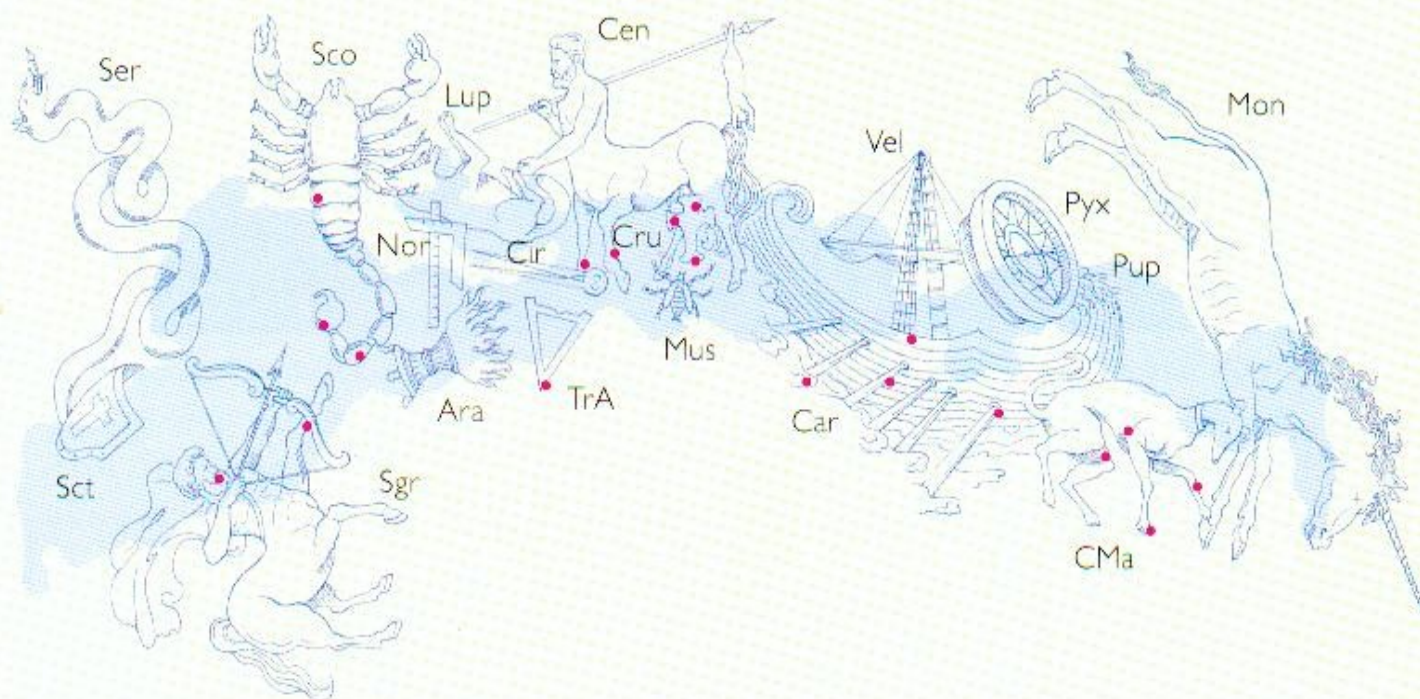 Ser
Sco
Cen
Lup
Mon
Vel
Pyx
Nor
Cir
Cru
Pup
Mus
Ara
TrA
Car
Sct
Sgr
CMa